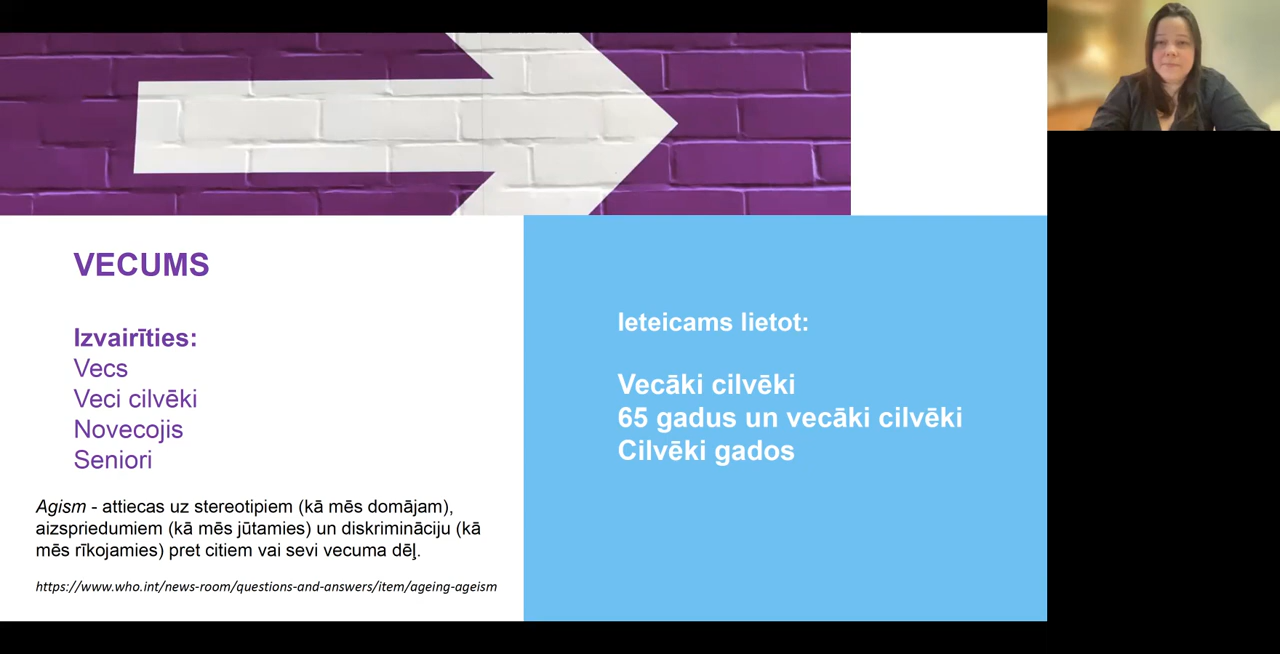 VECUMS
Izvairīties:
Vecs
Veci cilvēki
Novecojis
Seniori
Agism - attiecas uz stereotipiem (kā mēs domājam),
aizspriedumiem (kā mēs jūtamies) un diskrimināciju (kā
mēs rīkojamies) pret citiem vai sevi vecuma dēļ.
https://www.who.int/news-room/questions-and-answers/item/ageing-ageism
Ieteicams lietot:
Vecāki cilvēki
65 gadus un vecāki cilvēki
Cilvēki gados